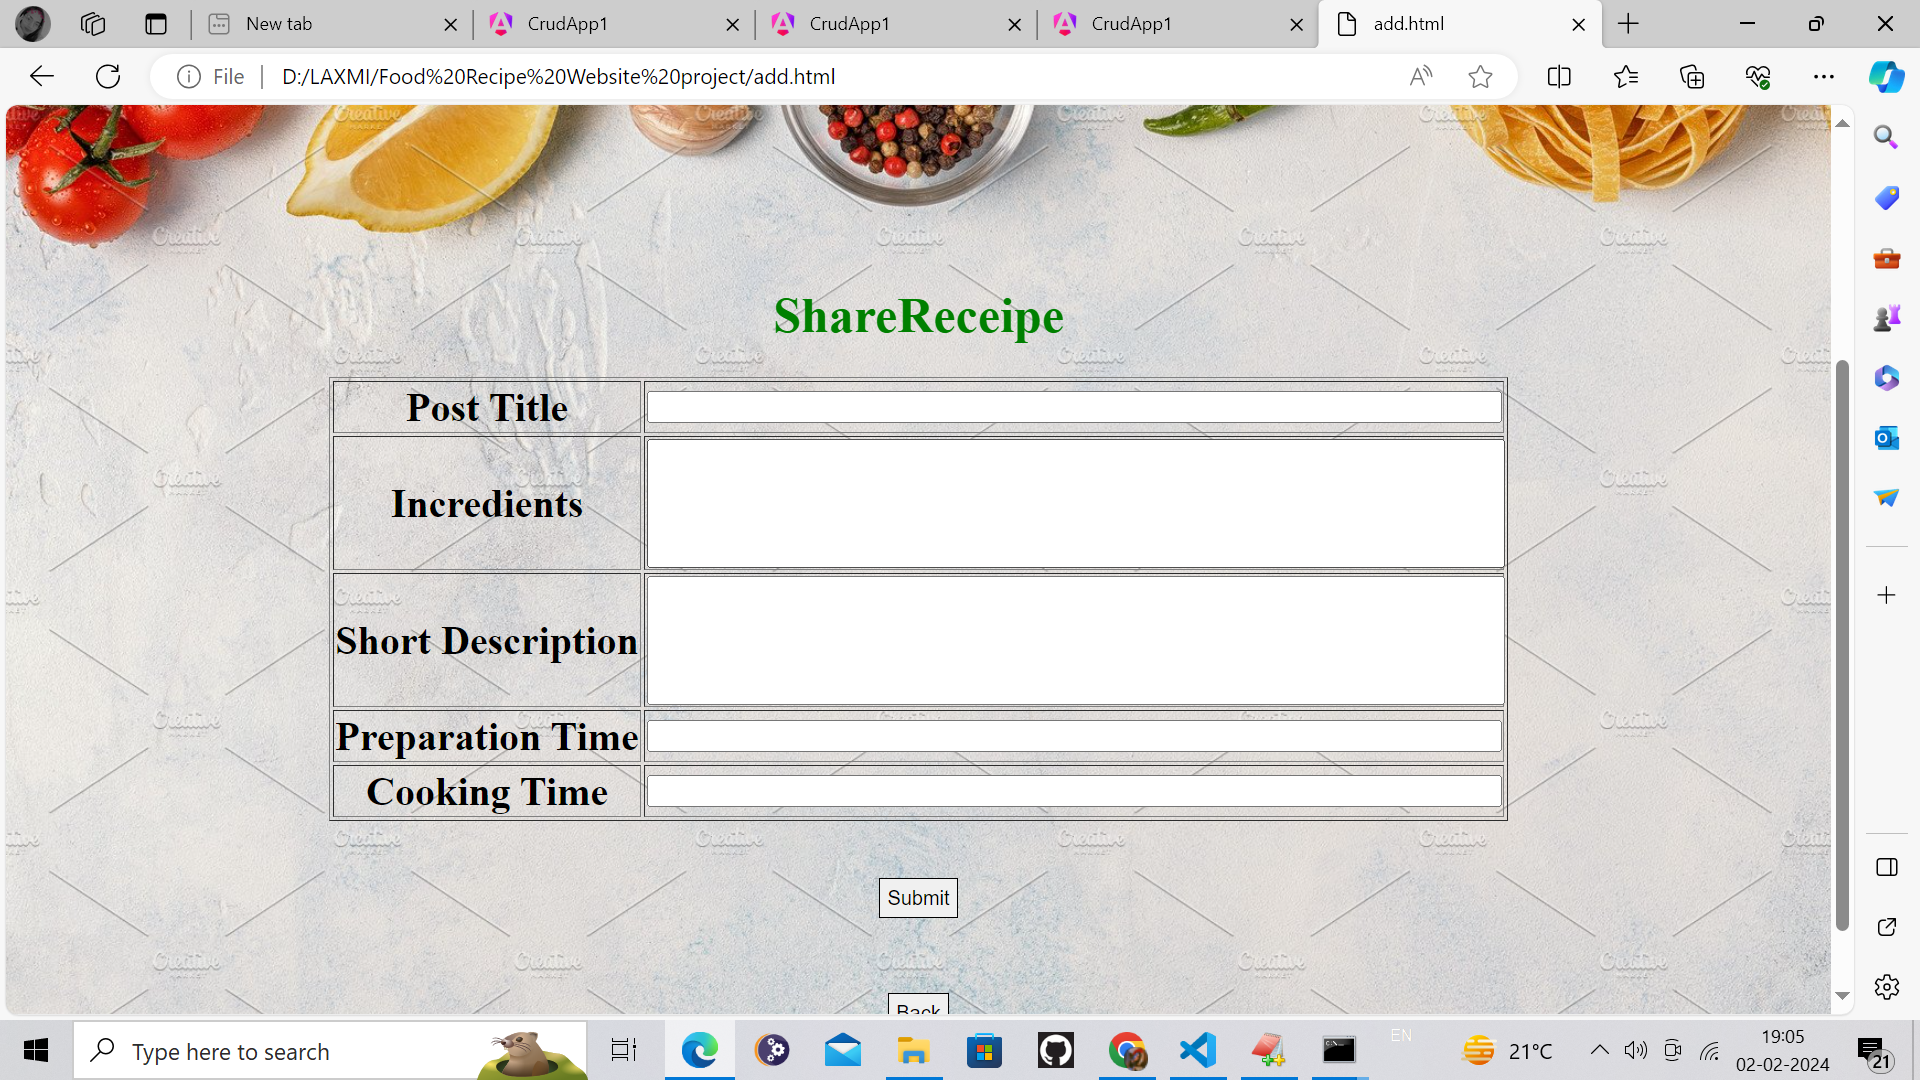 New tab
CrudApp1
CrudApp1
CrudApp1
add.html
File
D:/LAXMI/Food%20Recipe%20Website%20project/add.html
Creative
MARKET
ShareReceipe
Post Title
Incredients
Short Description
Preparation Time
Cooking Time
Submit
Back
Type here to search
EN
21°C
19:05
02-02-2024
21